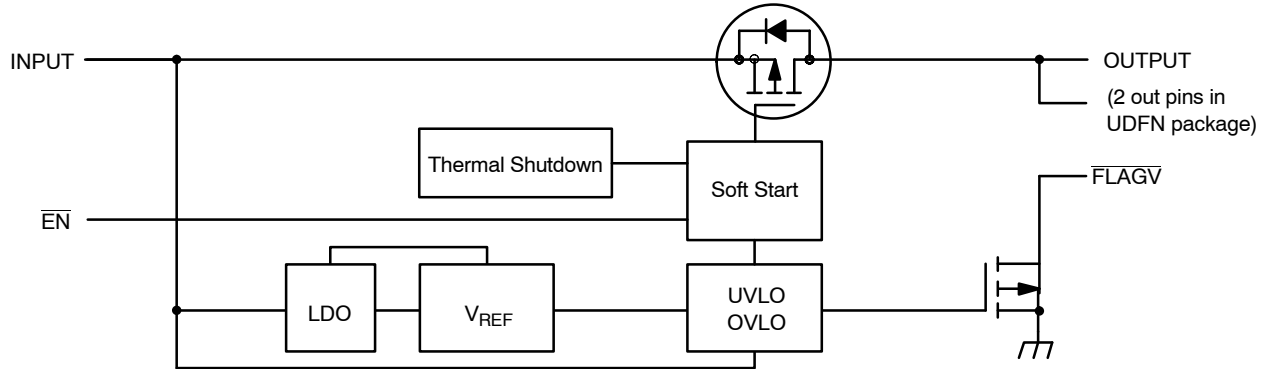 INPUT
OUTPUT
(2 out pins in
UDFN package)
Thermal Shutdown
Soft Start
FLAGV
EN
LDO
VREF
UVLO
OVLO